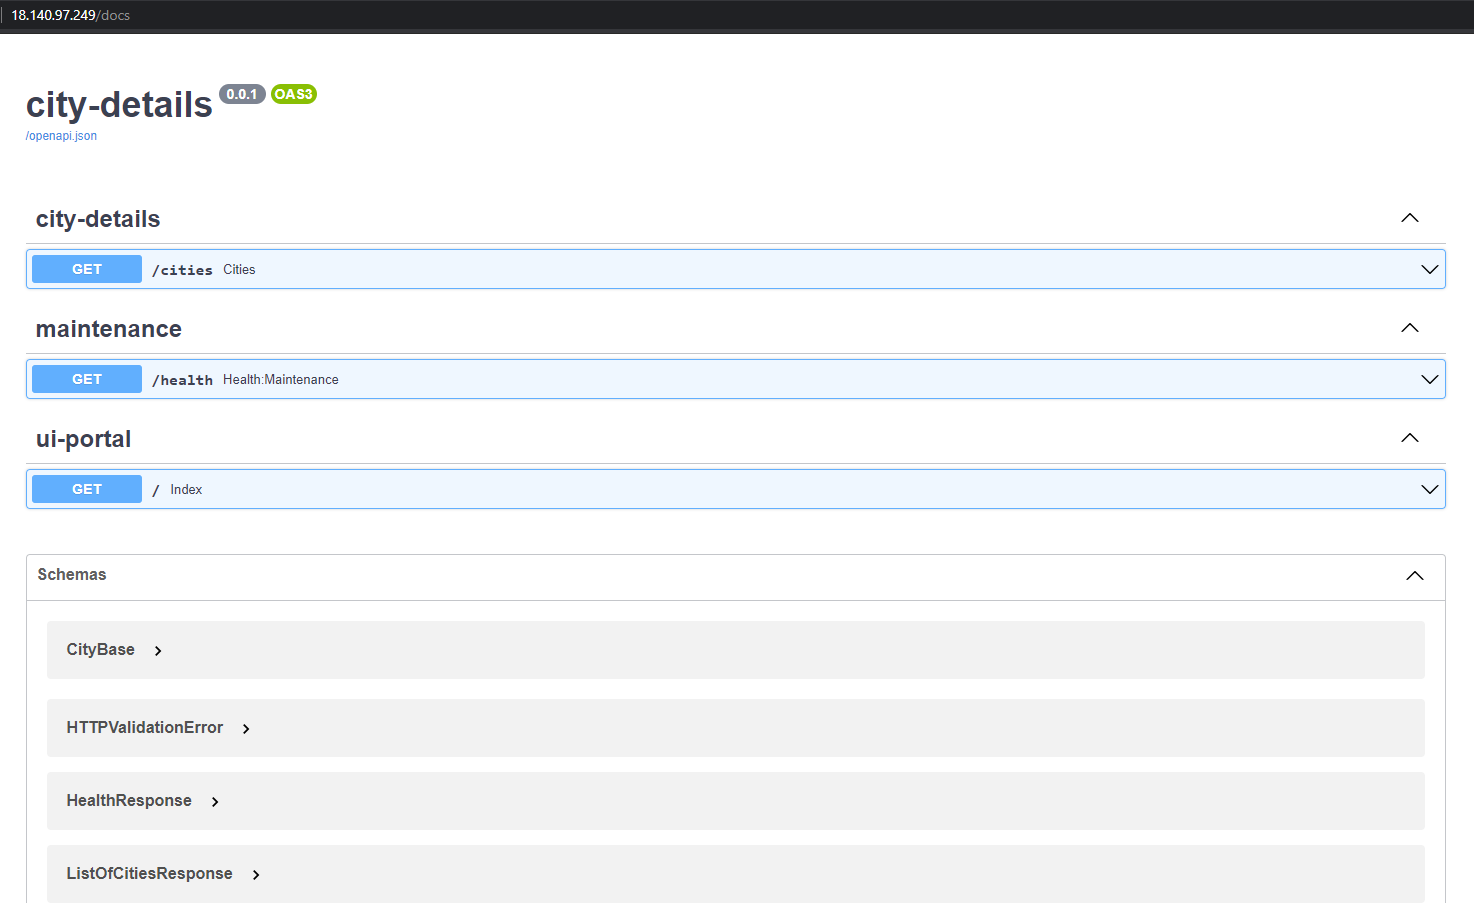 18.140.97.249/docs
city-details 0.0.1 OAS3
/openapi.json
city-details
GET /cities Cities
maintenance
GET /health Health:Maintenance
ui-portal
GET / Index
Schemas
CityBase
HTTPValidationError
HealthResponse
ListOfCitiesResponse